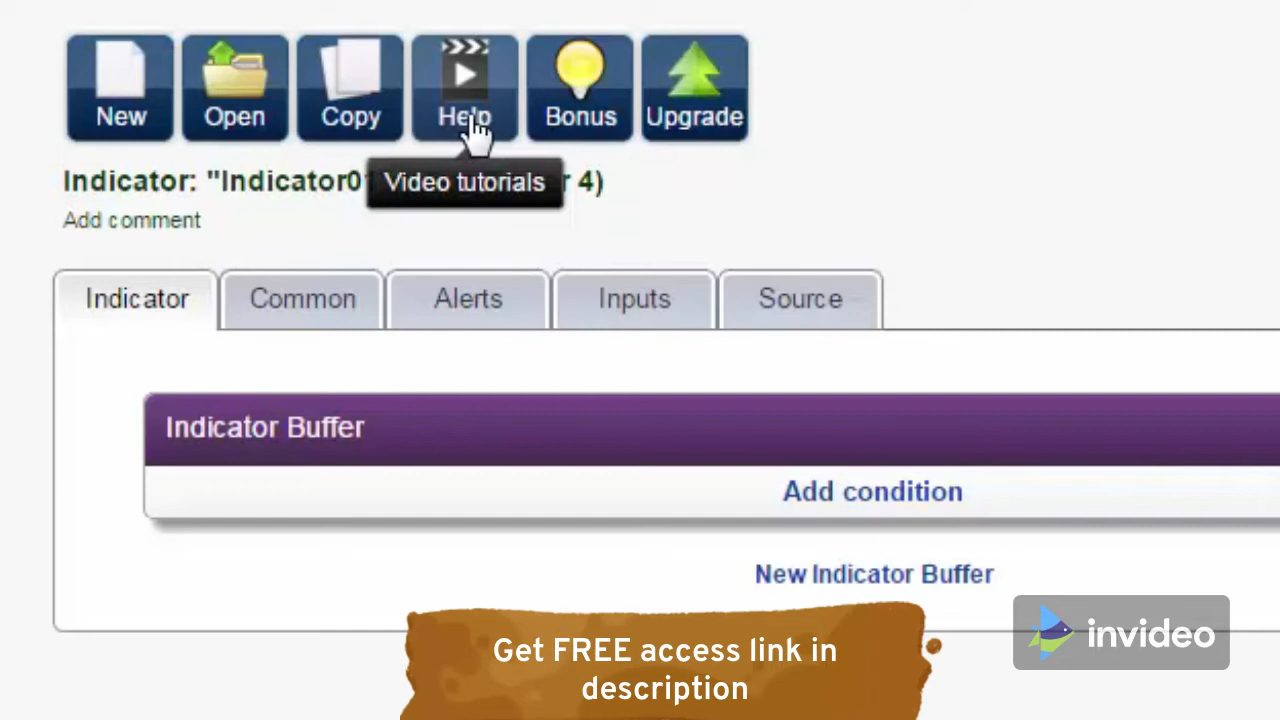 New
Open
Copy
Help
Bonus
Upgrade
Indicator: "Indicator0 4)
Video tutorials
Add comment
Indicator
Common
Alerts
Inputs
Source
Indicator Buffer
Add condition
New Indicator Buffer
Get FREE access link in
description
invideo